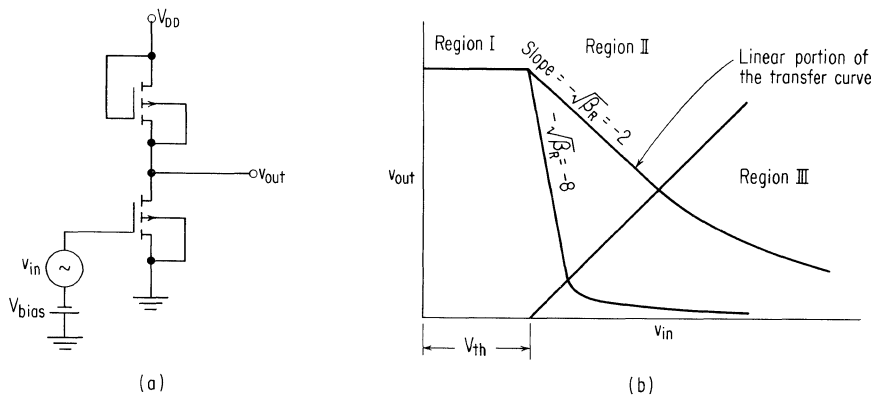 V_DD
v_out
v_in
V_bias
(a)
Region I
Region II
Slope = -√β_R = -2
-√β_R = -8
Linear portion of
the transfer curve
Region III
v_out
v_in
V_th
(b)